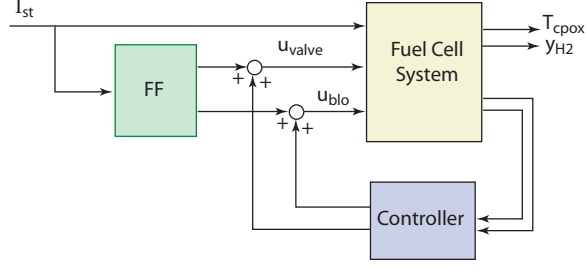 I_st
FF
u_valve
+ +
u_blo
+ +
Fuel Cell
System
T_cpox
y_H2
Controller